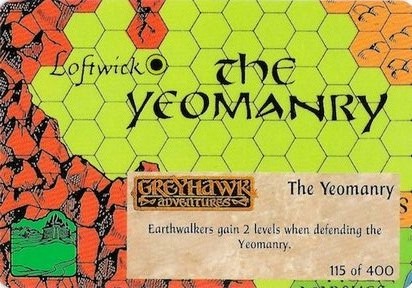 Loftwick
THE
YEOMANRY
GREYHAWK
ADVENTURES
The Yeomanry
Earthwalkers gain 2 levels when defending the
Yeomanry.
115 of 400